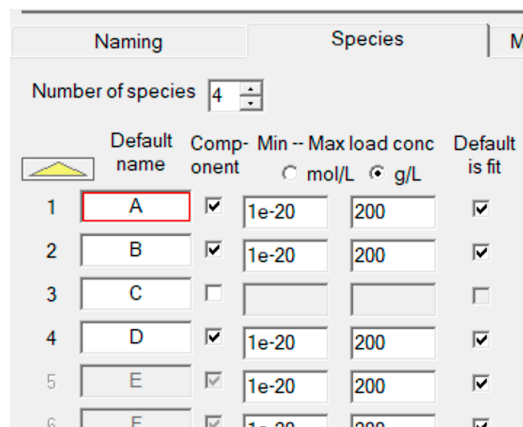 Naming Species M
Number of species 4
Default Comp- Min -- Max load conc Default
name onent mol/L g/L is fit
1 A 1e-20 200
2 B 1e-20 200
3 C
4 D 1e-20 200
5 E 1e-20 200